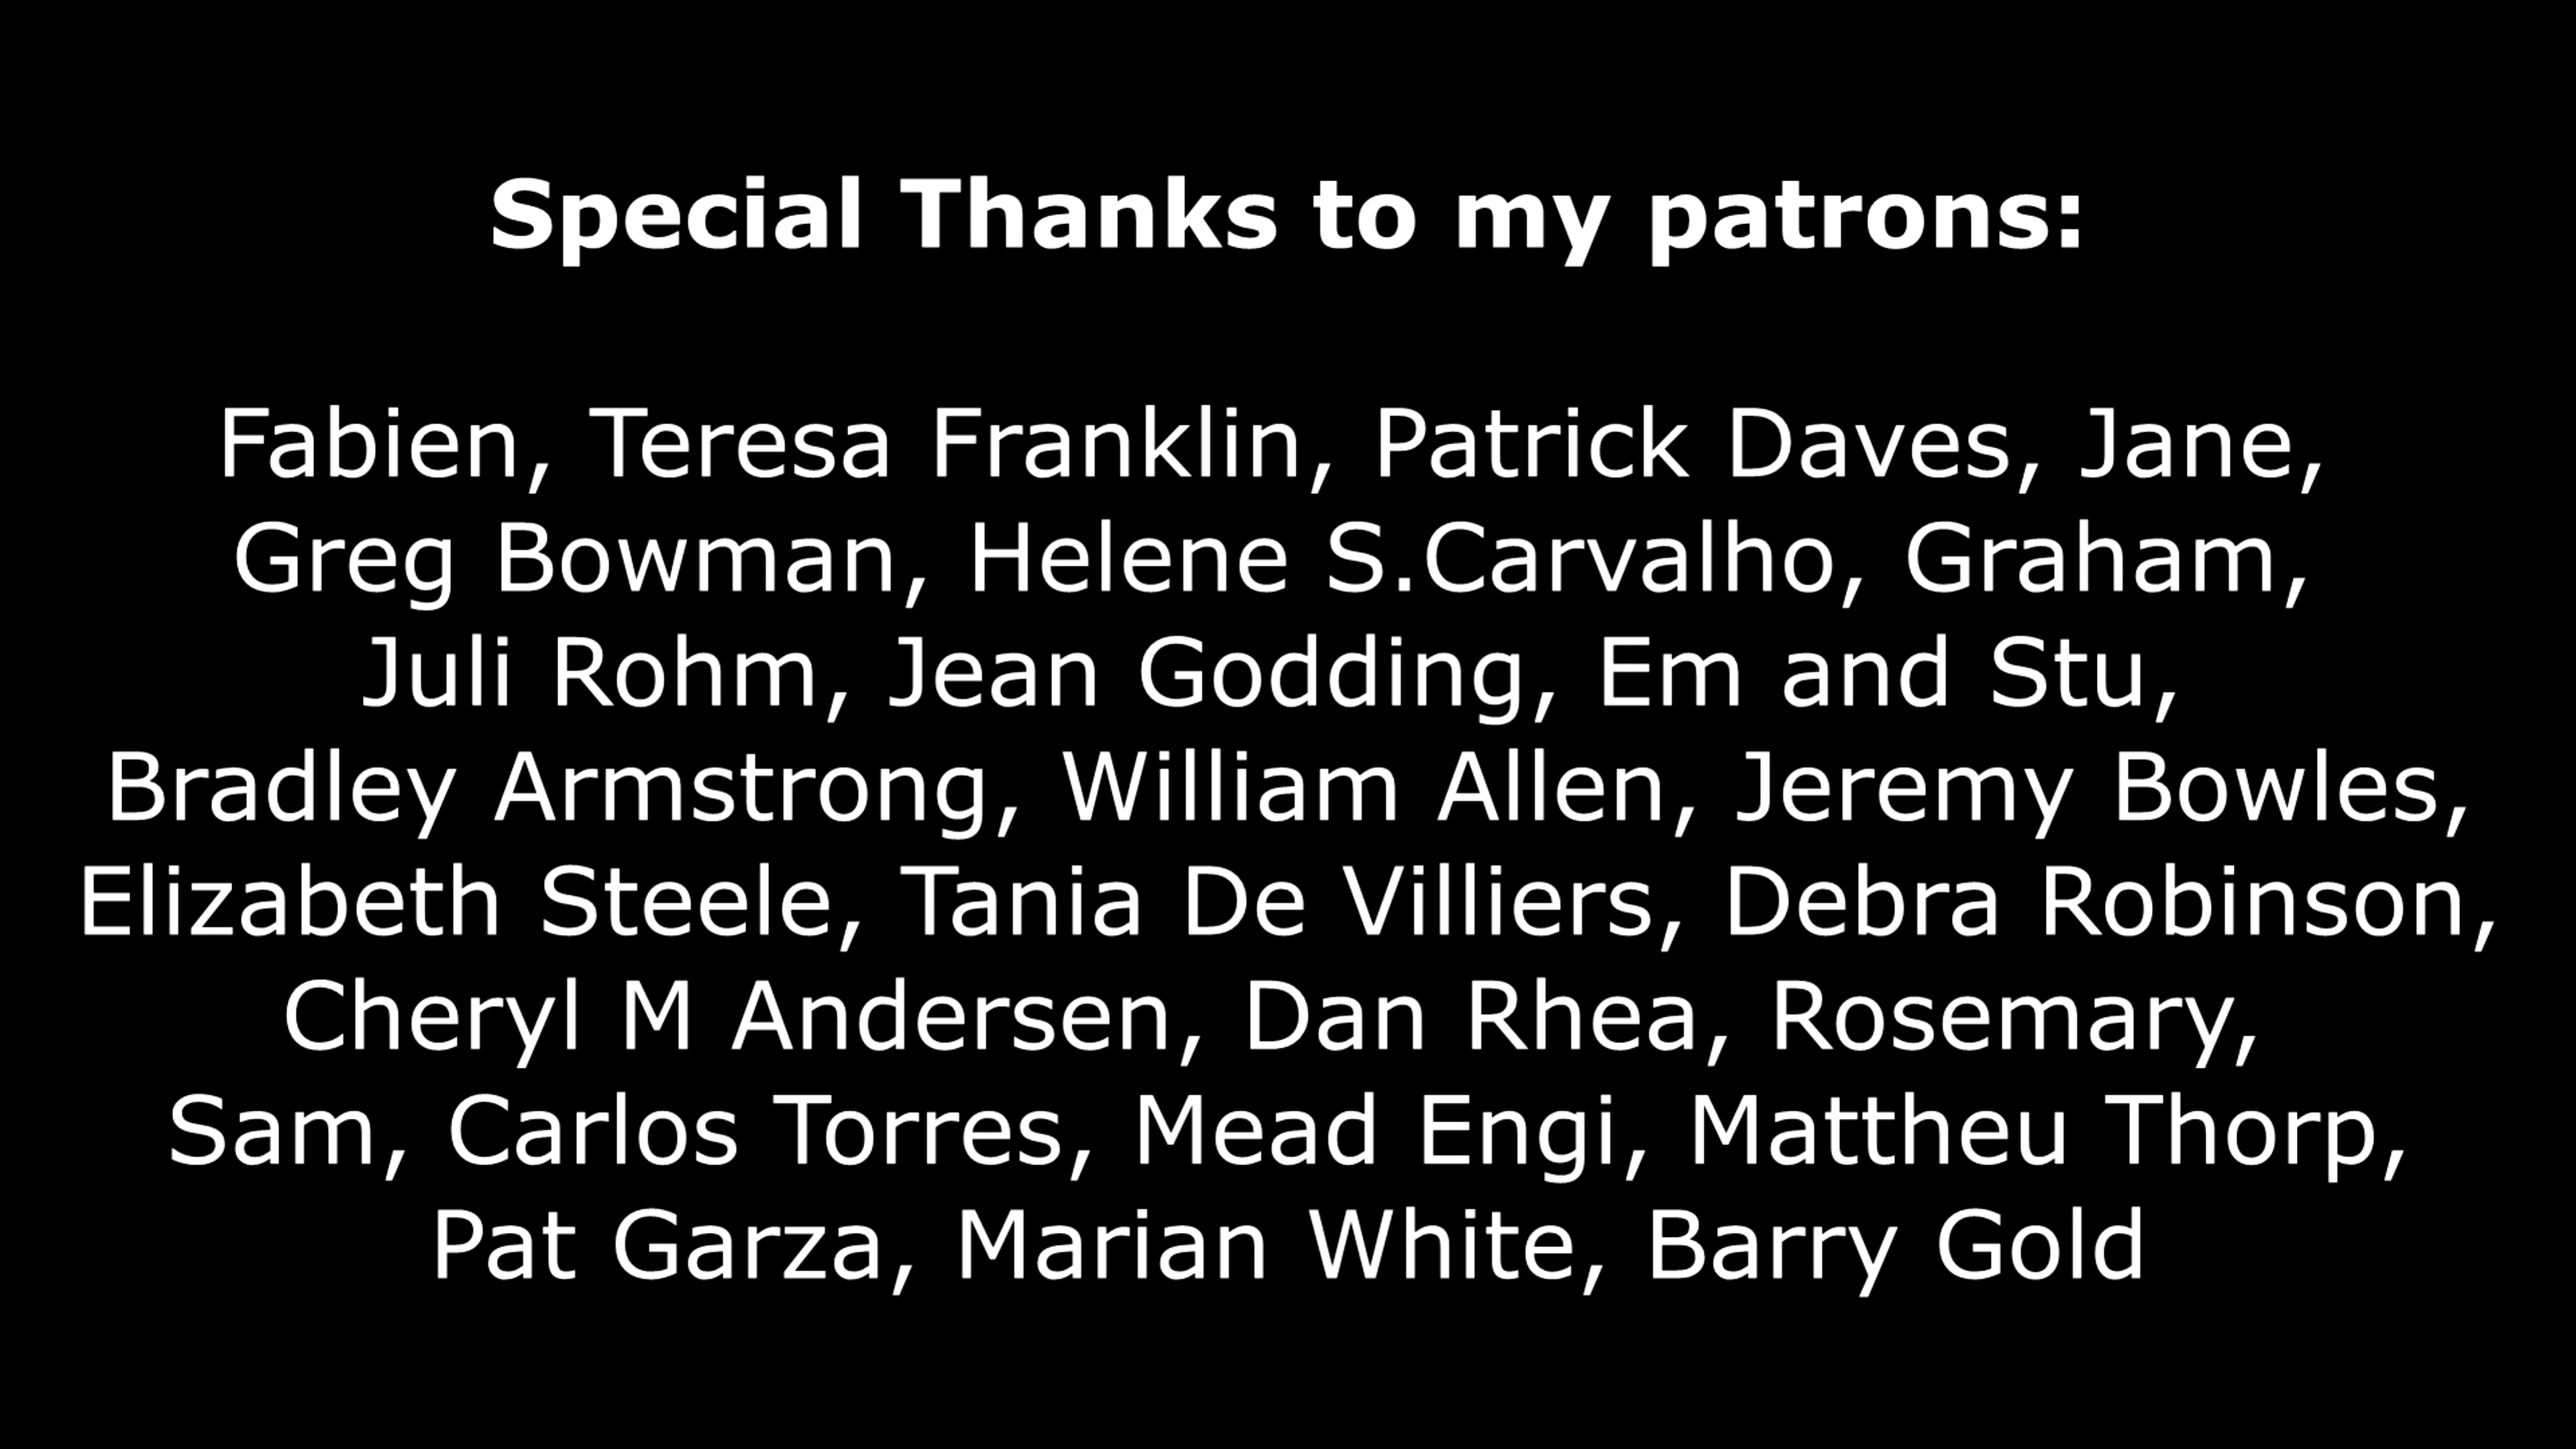 Special Thanks to my patrons:
Fabien, Teresa Franklin, Patrick Daves, Jane,
Greg Bowman, Helene S.Carvalho, Graham,
Juli Rohm, Jean Godding, Em and Stu,
Bradley Armstrong, William Allen, Jeremy Bowles,
Elizabeth Steele, Tania De Villiers, Debra Robinson,
Cheryl M Andersen, Dan Rhea, Rosemary,
Sam, Carlos Torres, Mead Engi, Mattheu Thorp,
Pat Garza, Marian White, Barry Gold